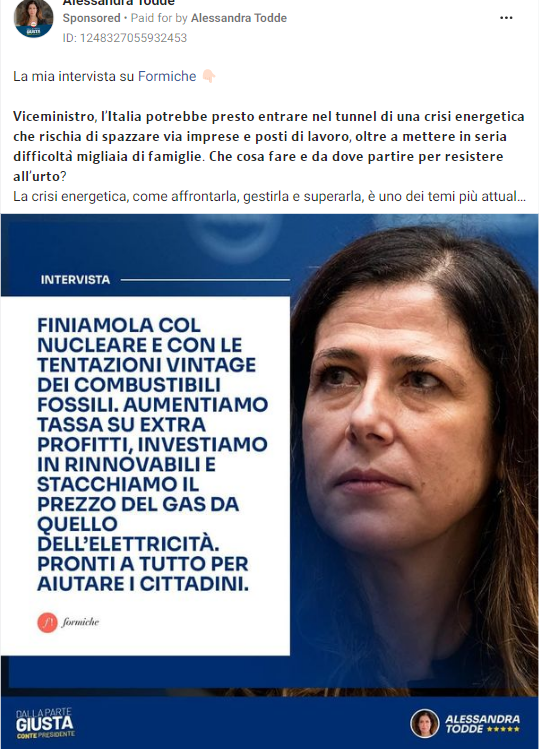 Alessandra Todde
Sponsored • Paid for by Alessandra Todde
ID: 1248327055932453
La mia intervista su Formiche 👇🏻
Viceministro, l'Italia potrebbe presto entrare nel tunnel di una crisi energetica
che rischia di spazzare via imprese e posti di lavoro, oltre a mettere in seria
difficoltà migliaia di famiglie. Che cosa fare e da dove partire per resistere
all'urto?
La crisi energetica, come affrontarla, gestirla e superarla, è uno dei temi più attual...
INTERVISTA
FINIAMOLA COL
NUCLEARE E CON LE
TENTAZIONI VINTAGE
DEI COMBUSTIBILI
FOSSILI. AUMENTIAMO
TASSA SU EXTRA
PROFITTI, INVESTIAMO
IN RINNOVABILI E
STACCHIAMO IL
PREZZO DEL GAS DA
QUELLO
DELL'ELETTRICITÀ.
PRONTI A TUTTO PER
AIUTARE I CITTADINI.
f! formiche
DALLA PARTE
GIUSTA
CONTE PRESIDENTE
ALESSANDRA
TODDE ★★★★★